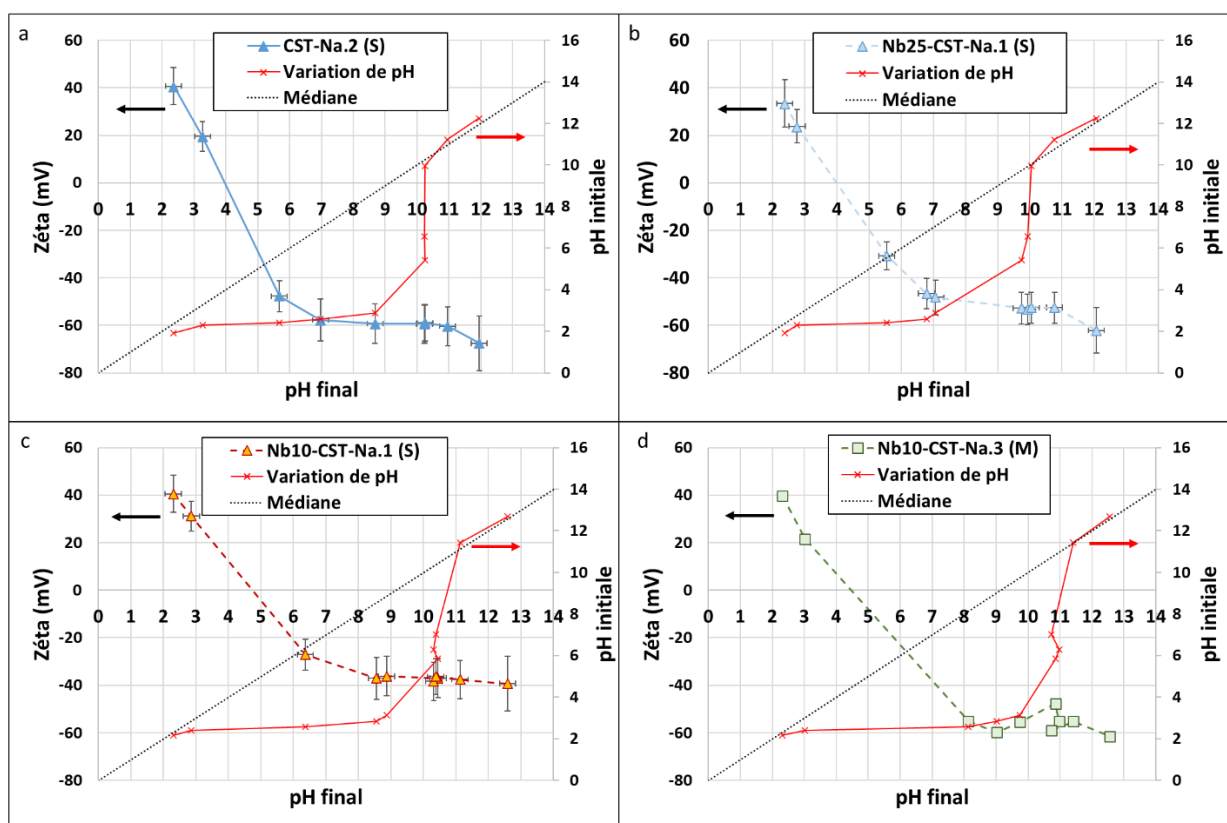 a
CST-Na.2 (S)
Variation de pH
Médiane
60
40
20
0
-20
-40
-60
-80
Zéta (mV)
0 1 2 3 4 5 6 7 8 9 10 11 12 13 14
pH final
16
14
12
10
8
6
4
2
0
pH initiale
b
Nb25-CST-Na.1 (S)
Variation de pH
Médiane
60
40
20
0
-20
-40
-60
-80
Zéta (mV)
0 1 2 3 4 5 6 7 8 9 10 11 12 13 14
pH final
16
14
12
10
8
6
4
2
0
pH initiale
c
Nb10-CST-Na.1 (S)
Variation de pH
Médiane
60
40
20
0
-20
-40
-60
-80
Zéta (mV)
0 1 2 3 4 5 6 7 8 9 10 11 12 13 14
pH final
16
14
12
10
8
6
4
2
0
pH initiale
d
Nb10-CST-Na.3 (M)
Variation de pH
Médiane
60
40
20
0
-20
-40
-60
-80
Zéta (mV)
0 1 2 3 4 5 6 7 8 9 10 11 12 13 14
pH final
16
14
12
10
8
6
4
2
0
pH initiale